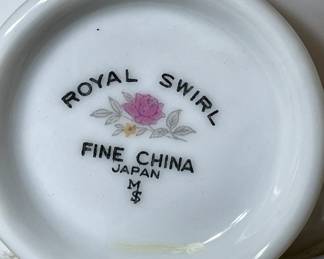 ROYAL SWIRL
FINE CHINA
JAPAN
M
S